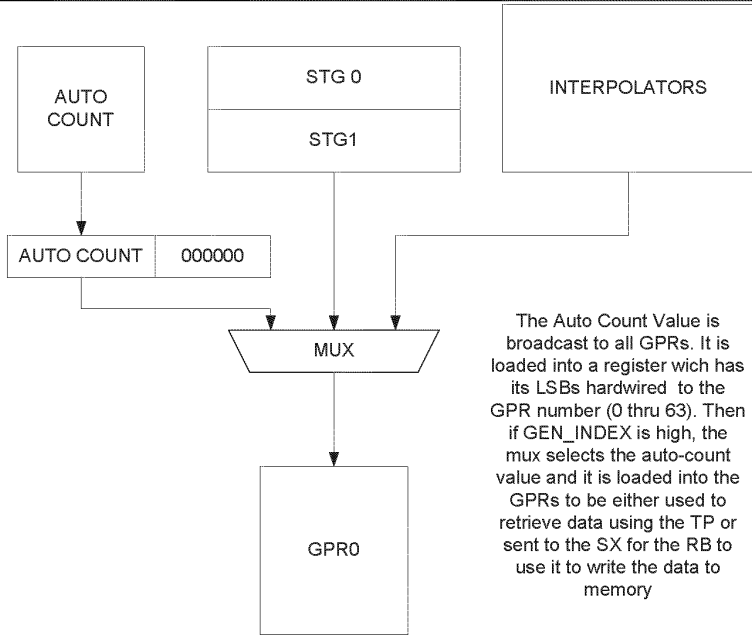 AUTO
COUNT
STG 0
STG1
INTERPOLATORS
AUTO COUNT
000000
MUX
GPR0
The Auto Count Value is
broadcast to all GPRs. It is
loaded into a register wich has
its LSBs hardwired to the
GPR number (0 thru 63). Then
if GEN_INDEX is high, the
mux selects the auto-count
value and it is loaded into the
GPRs to be either used to
retrieve data using the TP or
sent to the SX for the RB to
use it to write the data to
memory